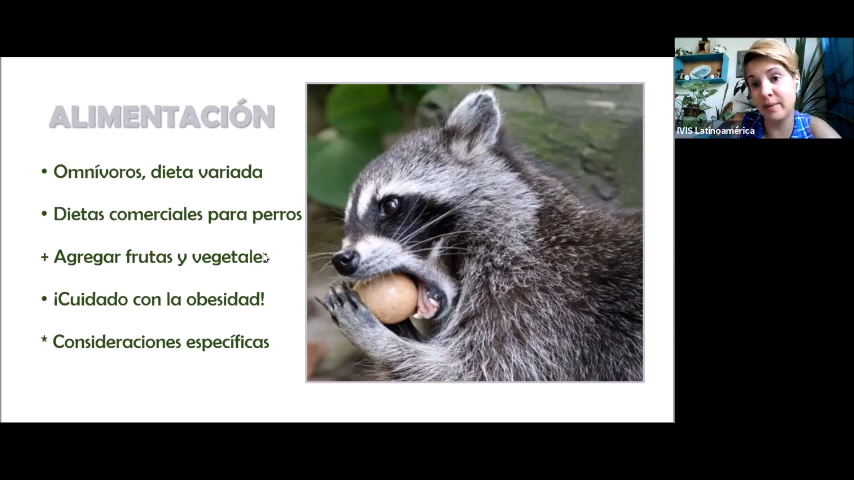 ALIMENTACIÓN
• Omnívoros, dieta variada
• Dietas comerciales para perros
+ Agregar frutas y vegetales
• ¡Cuidado con la obesidad!
* Consideraciones específicas
IVIS Latinoamérica